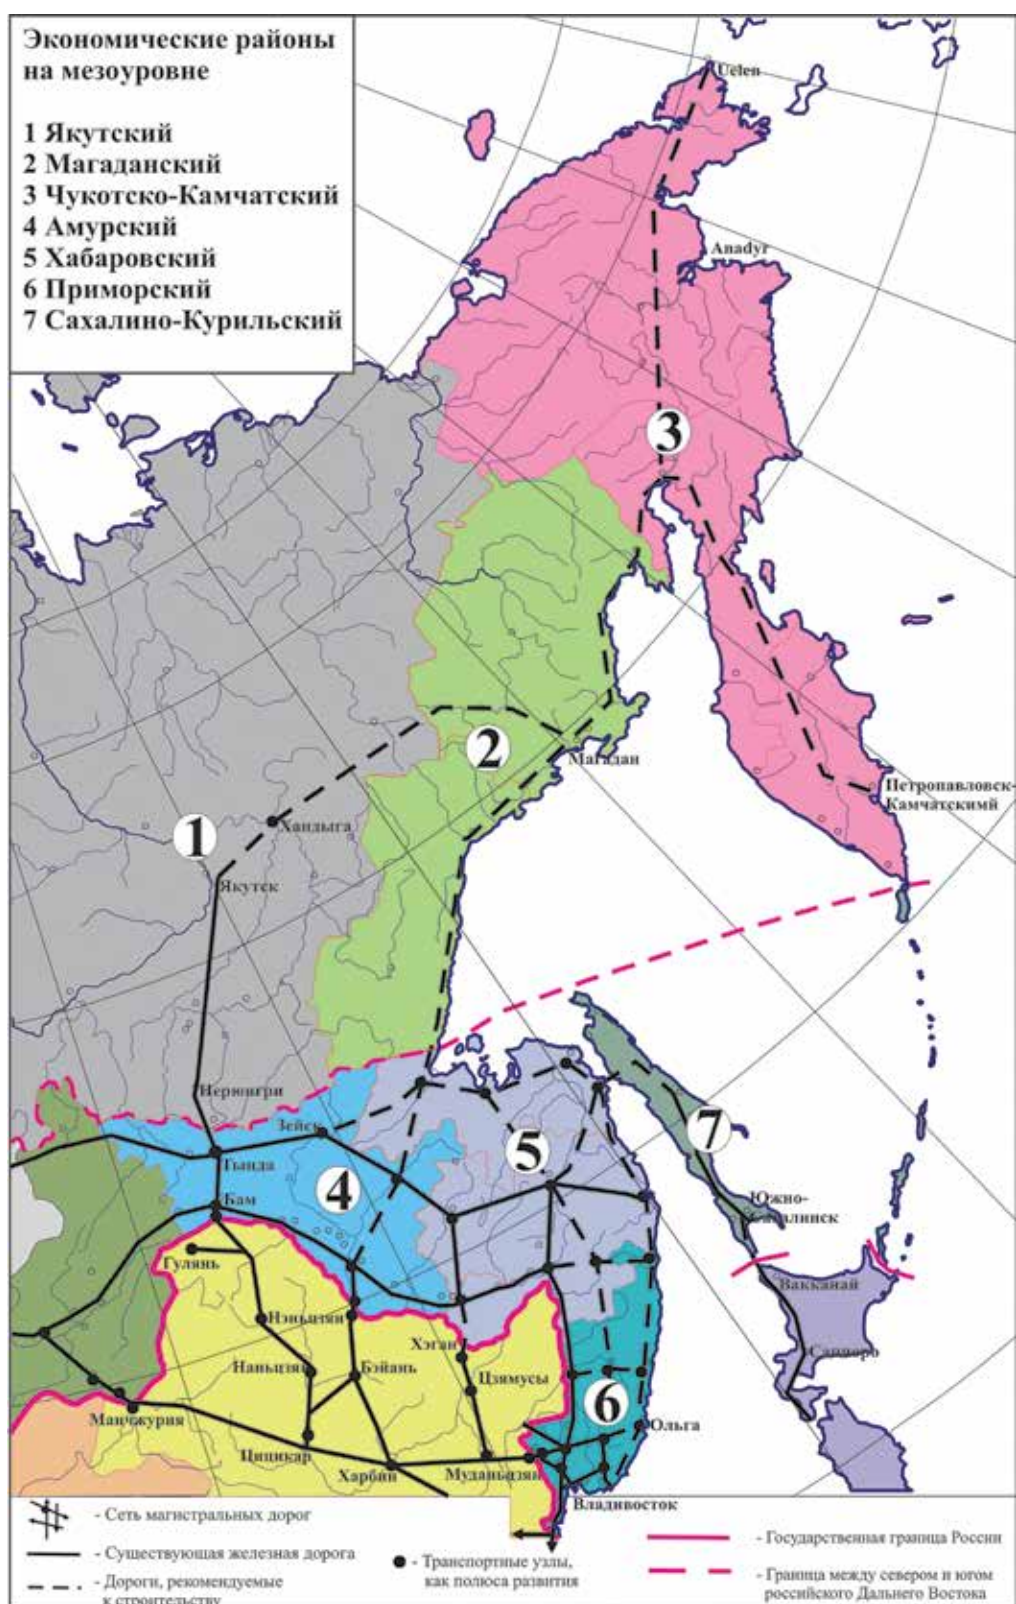 Экономические районы
на мезоуровне
1 Якутский
2 Магаданский
3 Чукотско-Камчатский
4 Амурский
5 Хабаровский
6 Приморский
7 Сахалино-Курильский
Uelen
Anadyr
3
2
Магадан
Петропавловск-
Камчатскимй
1
Хандыга
Якутск
Нерюнгри
Зейск
5
7
Тында
4
Южно-
Сахалинск
Бам
Гулянь
Вакканай
Нэньцзян
Хэган
Саппоро
Наньцзян
Бэйань
Цзямусы
6
Манчжурия
Ольга
Цицикар
Харбин
Муданьцзян
Владивосток
- Сеть магистральных дорог
- Существующая железная дорога
- Дороги, рекомендуемые
к строительству
- Транспортные узлы,
как полюса развития
- Государственная граница России
- Граница между севером и югом
российского Дальнего Востока